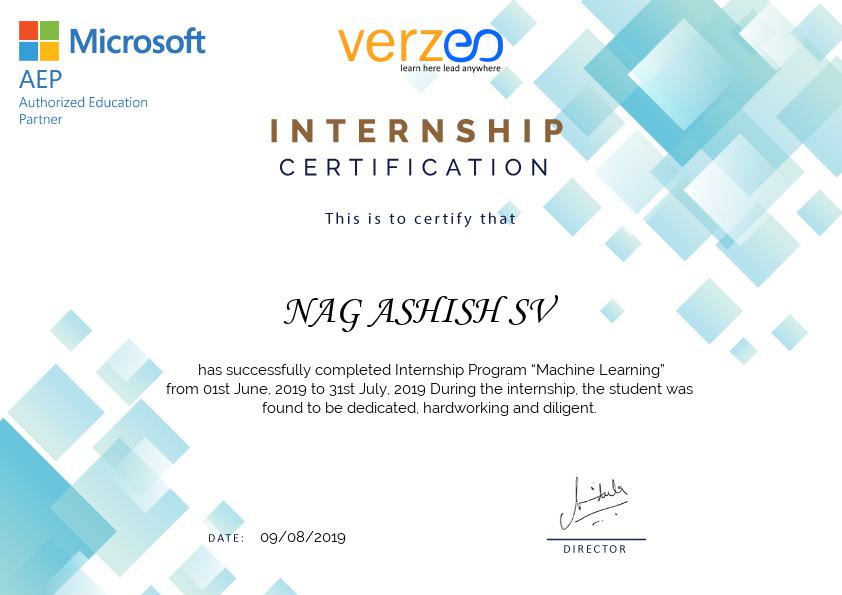 Microsoft
AEP
Authorized Education
Partner
verzeo
learn here lead anywhere
INTERNSHIP
CERTIFICATION
This is to certify that
NAG ASHISH SV
has successfully completed Internship Program “Machine Learning”
from 01st June, 2019 to 31st July, 2019 During the internship, the student was
found to be dedicated, hardworking and diligent.
DATE: 09/08/2019
DIRECTOR